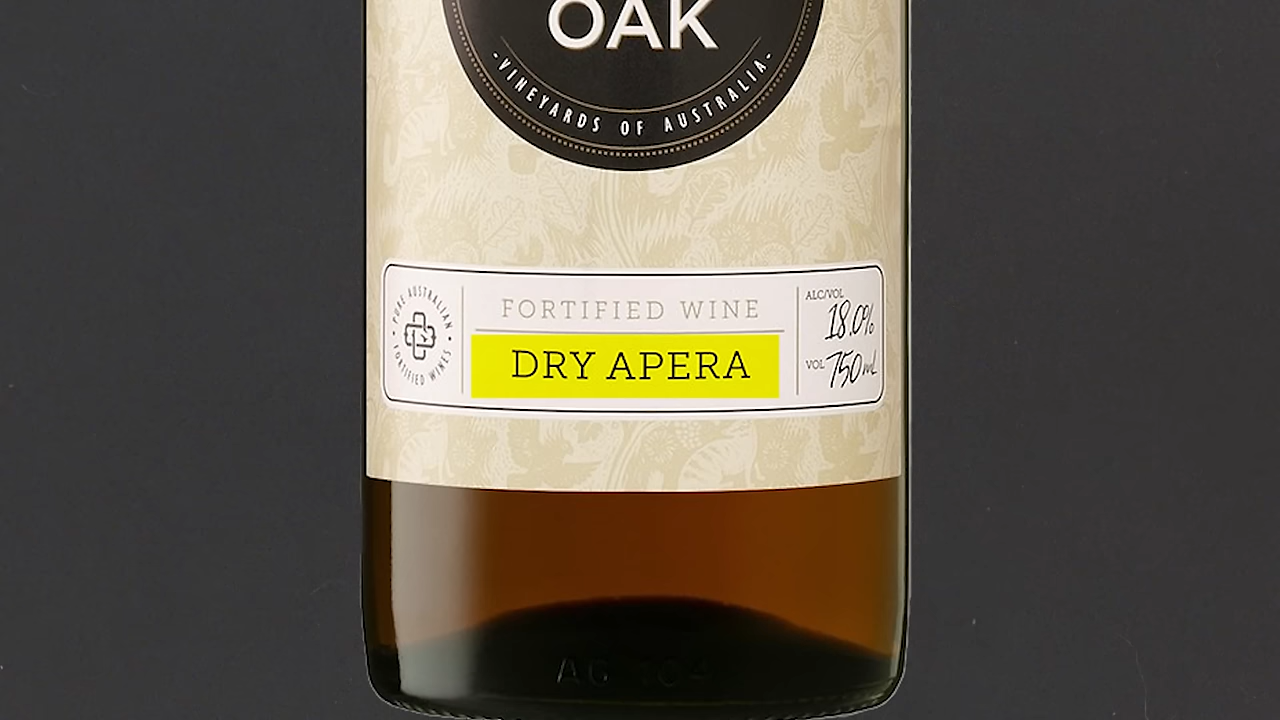 OAK
-VINEYARDS OF AUSTRALIA-
• PURE AUSTRALIAN •
FORTIFIED WINES
FORTIFIED WINE
DRY APERA
ALC/VOL
18.0%
VOL 750mL